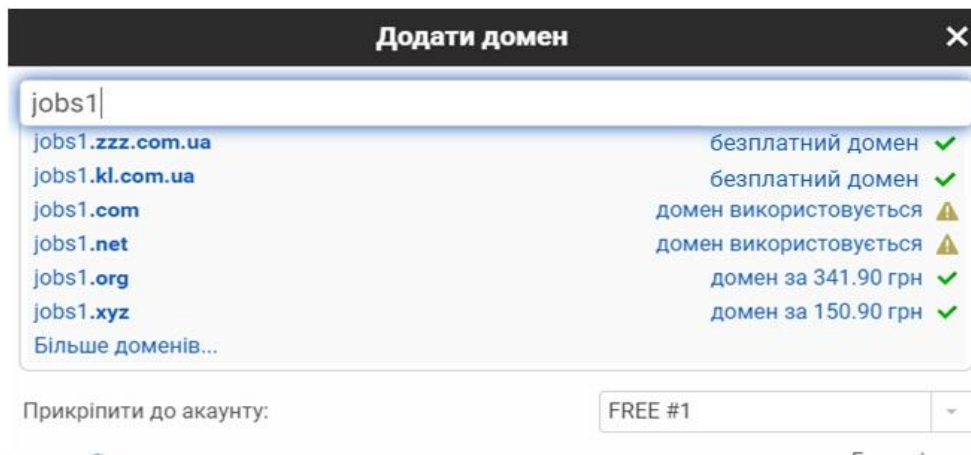 Додати домен
jobs1
jobs1.zzz.com.ua безплатний домен
jobs1.kl.com.ua безплатний домен
jobs1.com домен використовується
jobs1.net домен використовується
jobs1.org домен за 341.90 грн
jobs1.xyz домен за 150.90 грн
Більше доменів...
Прикріпити до акаунту: FREE #1